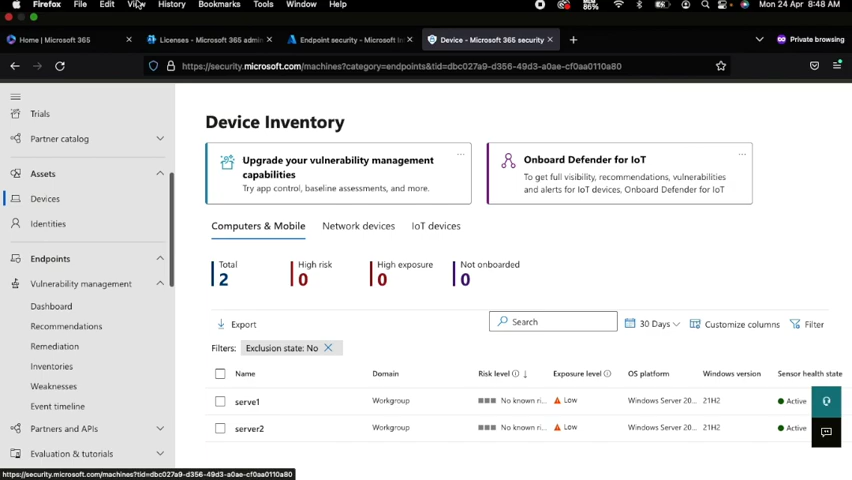 Firefox File Edit View History Bookmarks Tools Window Help MEM 86% Mon 24 Apr 8:48 AM
Home | Microsoft 365 Licenses - Microsoft 365 admin Endpoint security - Microsoft In Device - Microsoft 365 security Private browsing
https://security.microsoft.com/machines?category=endpoints&tid=dbc027a9-d356-49d3-a0ae-cf0aa0110a80
Trials
Partner catalog
Assets
Devices
Identities
Endpoints
Vulnerability management
Dashboard
Recommendations
Remediation
Inventories
Weaknesses
Event timeline
Partners and APIs
Evaluation & tutorials
Device Inventory
Upgrade your vulnerability management
capabilities
Try app control, baseline assessments, and more.
Onboard Defender for IoT
To get full visibility, recommendations, vulnerabilities
and alerts for IoT devices, Onboard Defender for IoT
Computers & Mobile Network devices IoT devices
Total High risk High exposure Not onboarded
2 0 0 0
Export Search 30 Days Customize columns Filter
Filters: Exclusion state: No
Name Domain Risk level Exposure level OS platform Windows version Sensor health state
serve1 Workgroup No known ri... Low Windows Server 20... 21H2 Active
server2 Workgroup No known ri... Low Windows Server 20... 21H2 Active
https://security.microsoft.com/machines?tid=dbc027a9-d356-49d3-a0ae-cf0aa0110a80